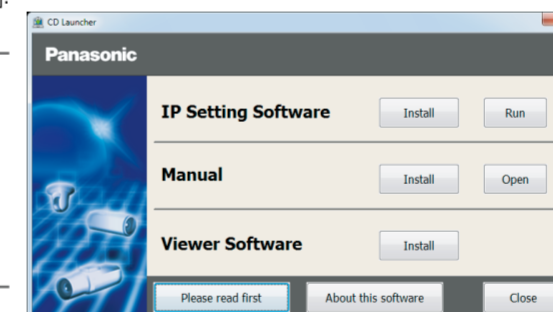 CD Launcher
Panasonic
IP Setting Software Install Run
Manual Install Open
Viewer Software Install
Please read first About this software Close